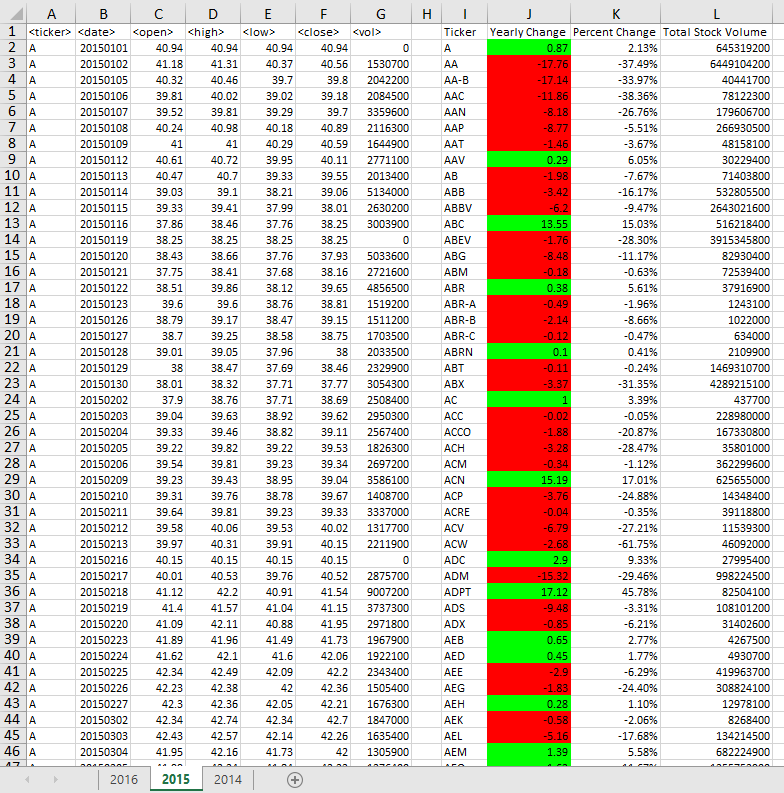 A B C D E F G H I J K L
1 <ticker> <date> <open> <high> <low> <close> <vol> Ticker Yearly Change Percent Change Total Stock Volume
2 A 20150101 40.94 40.94 40.94 40.94 0 A 0.87 2.13% 645319200
3 A 20150102 41.18 41.31 40.37 40.56 1530700 AA -17.76 -37.49% 6449104200
4 A 20150105 40.32 40.46 39.7 39.8 2042200 AA-B -17.14 -33.97% 40441700
5 A 20150106 39.81 40.02 39.02 39.18 2084500 AAC -11.86 -38.36% 78122300
6 A 20150107 39.52 39.81 39.29 39.7 3359600 AAN -8.18 -26.76% 179606700
7 A 20150108 40.24 40.98 40.18 40.89 2116300 AAP -8.77 -5.51% 266930500
8 A 20150109 41 41 40.29 40.59 1644900 AAT -1.46 -3.67% 48158100
9 A 20150112 40.61 40.72 39.95 40.11 2771100 AAV 0.29 6.05% 30229400
10 A 20150113 40.47 40.7 39.33 39.55 2013400 AB -1.98 -7.67% 71403800
11 A 20150114 39.03 39.1 38.21 39.06 5134000 ABB -3.42 -16.17% 532805500
12 A 20150115 39.33 39.41 37.99 38.01 2630200 ABBV -6.2 -9.47% 2643021600
13 A 20150116 37.86 38.46 37.76 38.25 3003900 ABC 13.55 15.03% 516218400
14 A 20150119 38.25 38.25 38.25 38.25 0 ABEV -1.76 -28.30% 3915345800
15 A 20150120 38.43 38.66 37.76 37.93 5033600 ABG -8.48 -11.17% 82930400
16 A 20150121 37.75 38.41 37.68 38.16 2721600 ABM -0.18 -0.63% 72539400
17 A 20150122 38.51 39.86 38.12 39.65 4856500 ABR 0.38 5.61% 37916900
18 A 20150123 39.6 39.6 38.76 38.81 1519200 ABR-A -0.49 -1.96% 1243100
19 A 20150126 38.79 39.17 38.47 39.15 1511200 ABR-B -2.14 -8.66% 1022000
20 A 20150127 38.7 39.25 38.58 38.75 1703500 ABR-C -0.12 -0.47% 634000
21 A 20150128 39.01 39.05 37.96 38 2033500 ABRN 0.1 0.41% 2109900
22 A 20150129 38 38.47 37.69 38.46 2329900 ABT -0.11 -0.24% 1469310700
23 A 20150130 38.01 38.32 37.71 37.77 3054300 ABX -3.37 -31.35% 4289215100
24 A 20150202 37.9 38.76 37.71 38.69 2508400 AC 1 3.39% 437700
25 A 20150203 39.04 39.63 38.92 39.62 2950300 ACC -0.02 -0.05% 228980000
26 A 20150204 39.33 39.46 38.82 39.11 2567400 ACCO -1.88 -20.87% 167330800
27 A 20150205 39.22 39.82 39.22 39.53 1826300 ACH -3.28 -28.47% 35801000
28 A 20150206 39.54 39.81 39.23 39.34 2697200 ACM -0.34 -1.12% 362299600
29 A 20150209 39.23 39.43 38.95 39.04 3586100 ACN 15.19 17.01% 625655000
30 A 20150210 39.31 39.76 38.78 39.67 1408700 ACP -3.76 -24.88% 14348400
31 A 20150211 39.64 39.81 39.23 39.33 3337000 ACRE -0.04 -0.35% 39118800
32 A 20150212 39.58 40.06 39.53 40.02 1317700 ACV -6.79 -27.21% 11539300
33 A 20150213 39.97 40.31 39.91 40.15 2211900 ACW -2.68 -61.75% 46092000
34 A 20150216 40.15 40.15 40.15 40.15 0 ADC 2.9 9.33% 27995400
35 A 20150217 40.01 40.53 39.76 40.52 2875700 ADM -15.32 -29.46% 998224500
36 A 20150218 41.12 42.2 40.91 41.54 9007200 ADPT 17.12 45.78% 82504100
37 A 20150219 41.4 41.57 41.04 41.15 3737300 ADS -9.48 -3.31% 108101200
38 A 20150220 41.09 42.11 40.88 41.95 2971800 ADX -0.85 -6.21% 31402600
39 A 20150223 41.89 41.96 41.49 41.73 1967900 AEB 0.65 2.77% 4267500
40 A 20150224 41.62 42.1 41.6 42.06 1922100 AED 0.45 1.77% 4930700
41 A 20150225 42.34 42.49 42.09 42.2 2343400 AEE -2.9 -6.29% 419963700
42 A 20150226 42.23 42.38 42 42.36 1505400 AEG -1.83 -24.40% 308824100
43 A 20150227 42.3 42.36 42.05 42.21 1676300 AEH 0.28 1.10% 12978100
44 A 20150302 42.34 42.74 42.34 42.7 1847000 AEK -0.58 -2.06% 8268400
45 A 20150303 42.43 42.57 42.14 42.26 1635400 AEL -5.16 -17.68% 134214500
46 A 20150304 41.95 42.16 41.73 42 1305900 AEM 1.39 5.58% 682224900
2016 2015 2014